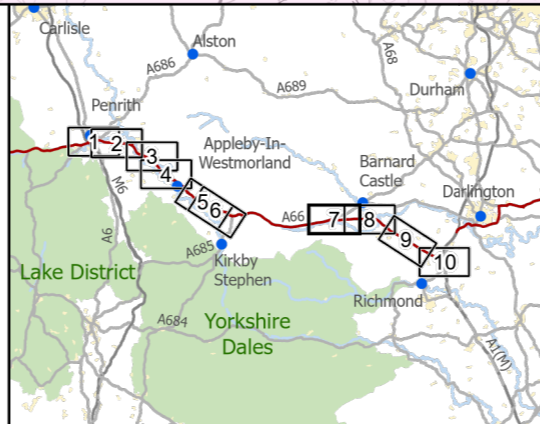 Carlisle
Alston
A686
A689
A68
Durham
Penrith
Appleby-In-
Westmorland
Barnard
Castle
Darlington
1
2
3
4
5
6
7
8
9
10
M6
A6
A66
A685
Kirkby
Stephen
Lake District
Richmond
A684
Yorkshire
Dales
A1(M)